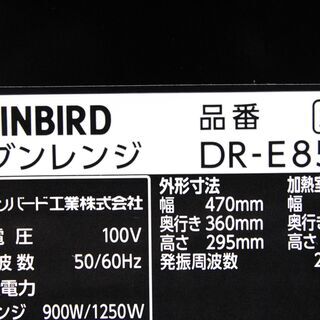 INBIRD 品番
ブンレンジ DR-E85
ンバード工業株式会社 外形寸法 加熱室
電圧 100V 幅 470mm 幅
波数 50/60Hz 奥行き 360mm 奥行き
電力 高さ 295mm 高さ
レンジ 900W/1250W 発振周波数 2